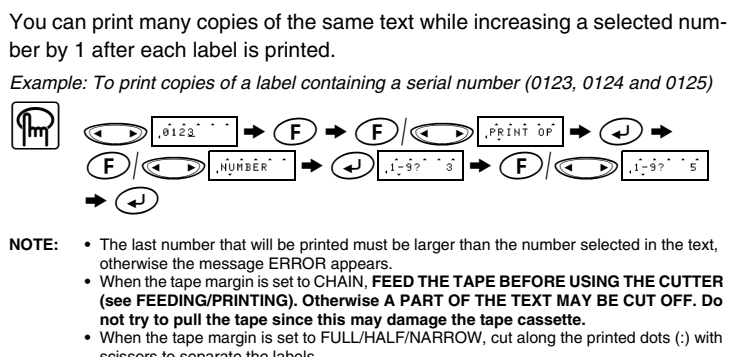 You can print many copies of the same text while increasing a selected num-
ber by 1 after each label is printed.
Example: To print copies of a label containing a serial number (0123, 0124 and 0125)
0123 ➡ F ➡ F / PRINT OP ➡ ↵ ➡
F / NUMBER ➡ ↵ 1-9? 3 ➡ F / 1-9? 5
➡ ↵
NOTE: • The last number that will be printed must be larger than the number selected in the text,
otherwise the message ERROR appears.
• When the tape margin is set to CHAIN, FEED THE TAPE BEFORE USING THE CUTTER
(see FEEDING/PRINTING). Otherwise A PART OF THE TEXT MAY BE CUT OFF. Do
not try to pull the tape since this may damage the tape cassette.
• When the tape margin is set to FULL/HALF/NARROW, cut along the printed dots (:) with
scissors to separate the labels.